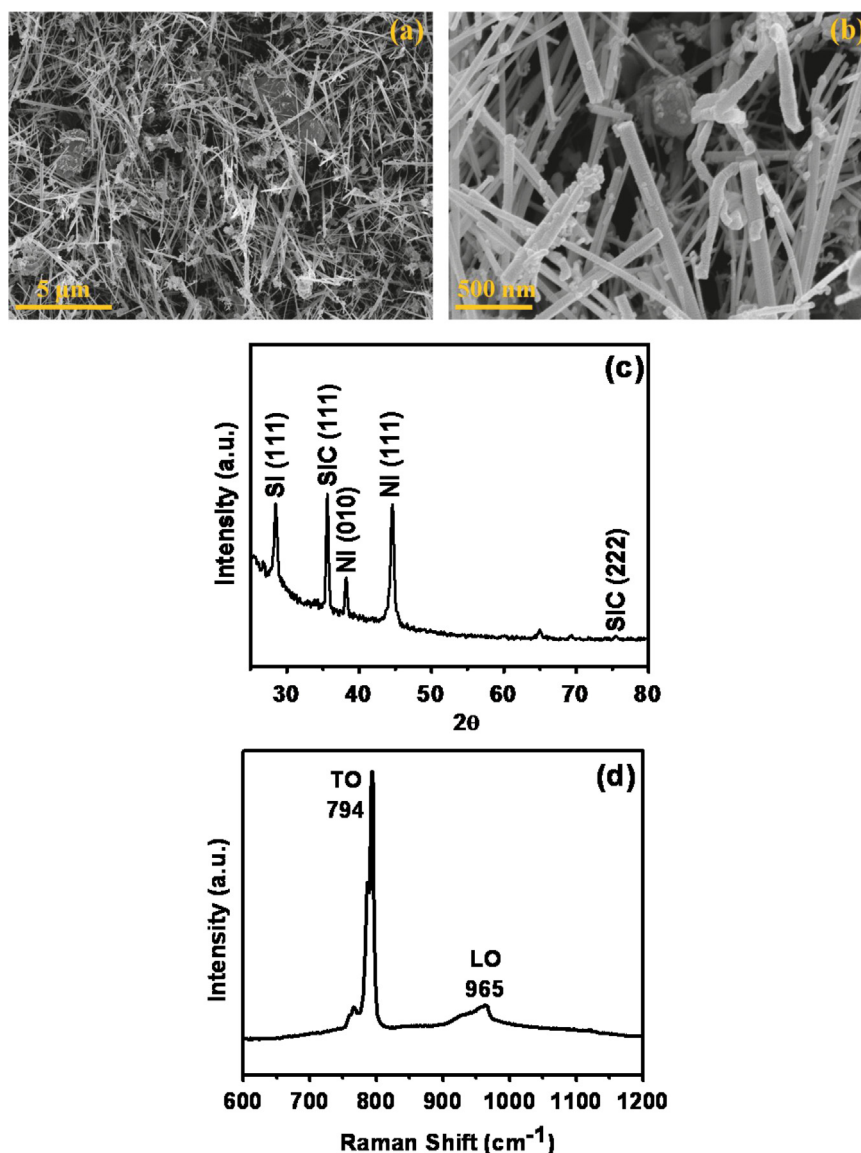 (a)
5 µm
(b)
500 nm
(c)
Intensity (a.u.)
SI (111)
SIC (111)
NI (010)
NI (111)
SIC (222)
30 40 50 60 70 80
2θ
(d)
Intensity (a.u.)
TO
794
LO
965
600 700 800 900 1000 1100 1200
Raman Shift (cm⁻¹)